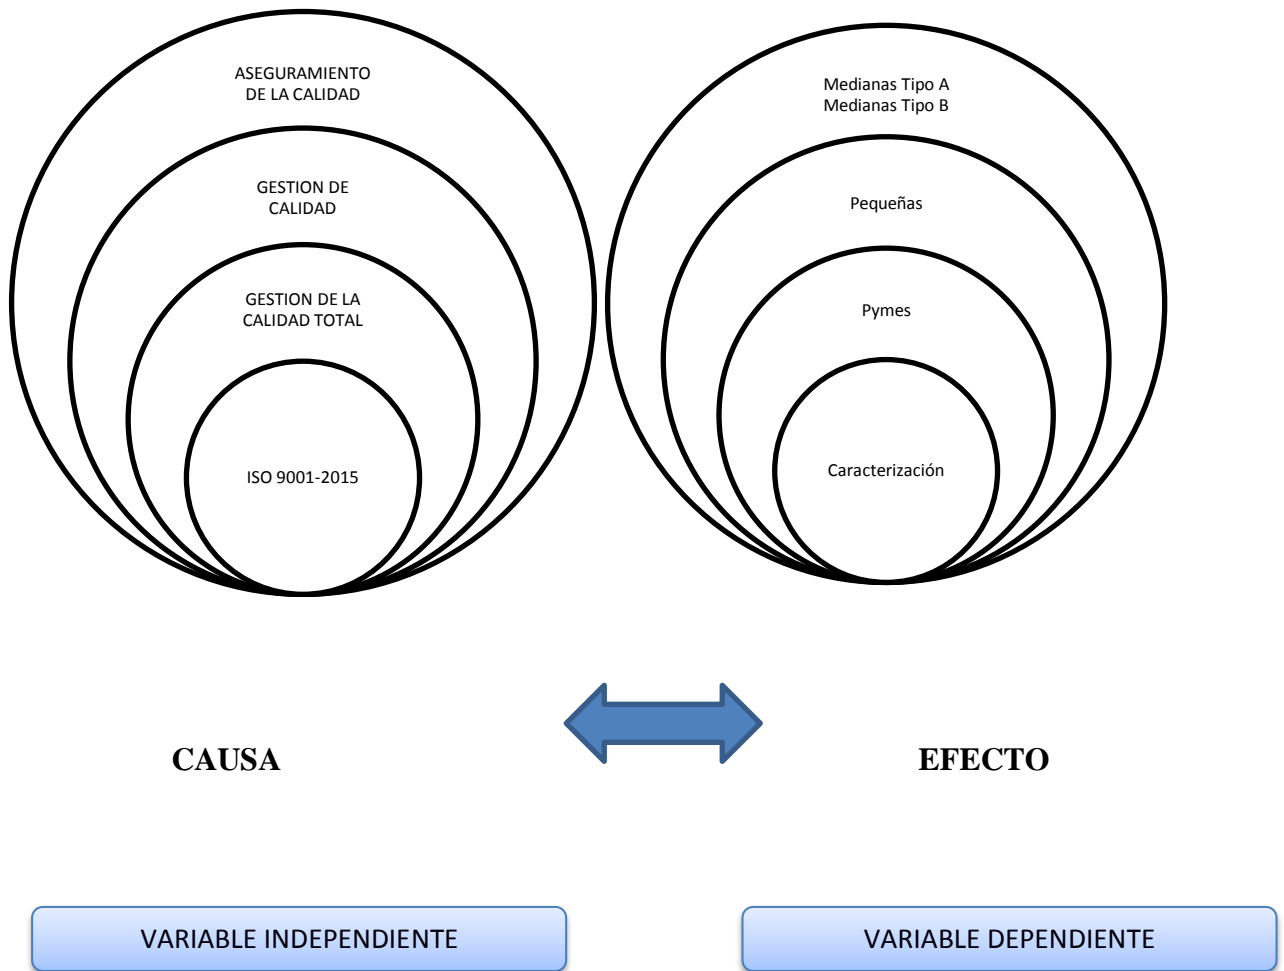 ASEGURAMIENTO
DE LA CALIDAD
GESTION DE
CALIDAD
GESTION DE LA
CALIDAD TOTAL
ISO 9001-2015
Medianas Tipo A
Medianas Tipo B
Pequeñas
Pymes
Caracterización
CAUSA
EFECTO
VARIABLE INDEPENDIENTE
VARIABLE DEPENDIENTE